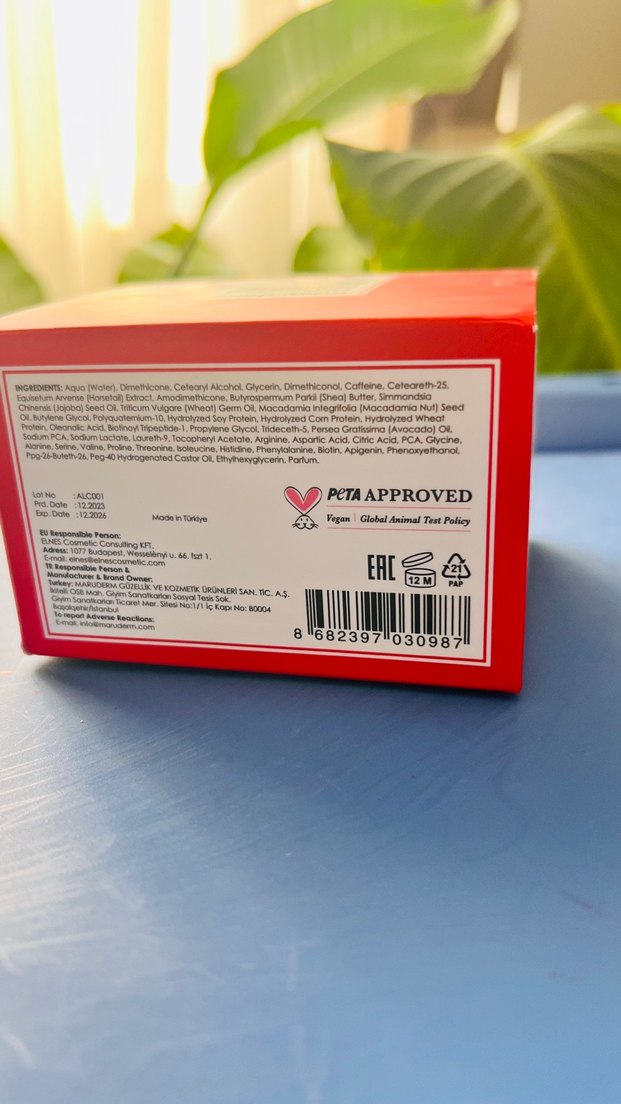 INGREDIENTS: Aqua (Water), Dimethicone, Cetearyl Alcohol, Glycerin, Dimethiconol, Caffeine, Ceteareth-25,
Equisetum Arvense (Horsetail) Extract, Amodimethicone, Butyrospermum Parkii (Shea) Butter, Simmondsia
Chinensis (Jojoba) Seed Oil, Triticum Vulgare (Wheat) Germ Oil, Macadamia Integrifolia (Macadamia Nut) Seed
Oil, Butylene Glycol, Polyquaternium-10, Hydrolyzed Soy Protein, Hydrolyzed Corn Protein, Hydrolyzed Wheat
Protein, Oleanolic Acid, Biotinoyl Tripeptide-1, Propylene Glycol, Trideceth-5, Persea Gratissima (Avocado) Oil,
Sodium PCA, Sodium Lactate, Laureth-9, Tocopheryl Acetate, Arginine, Aspartic Acid, Citric Acid, PCA, Glycine,
Alanine, Serine, Valine, Proline, Threonine, Isoleucine, Histidine, Phenylalanine, Biotin, Apigenin, Phenoxyethanol,
Ppg-26-Buteth-26, Peg-40 Hydrogenated Castor Oil, Ethylhexyglycerin, Parfum.
Lot No : ALC001
Prd. Date : 12.2023
Exp. Date : 12.2026
Made in Türkiye
PETA APPROVED
Vegan | Global Animal Test Policy
EU Responsible Person:
ELNES Cosmetic Consulting KFT.
Adress: 1077 Budapest, Wesselényi u. 66. fszt 1.
E-mail: elnes@elnescosmetic.com
TR Responsible Person &
Manufacturer & Brand Owner:
Turkey: MARUDERM GÜZELLİK VE KOZMETİK ÜRÜNLERİ SAN. TİC. A.Ş.
İkitelli OSB Mah. Giyim Sanatkarları Sosyal Tesis Sok.
Giyim Sanatkarları Ticaret Mer. Sitesi No:1/1 İç Kapı No: B0004
Başakşehir/İstanbul
To report Adverse Reactions:
E-mail: info@maruderm.com
EAC
12 M
21
PAP
8 682397 030987